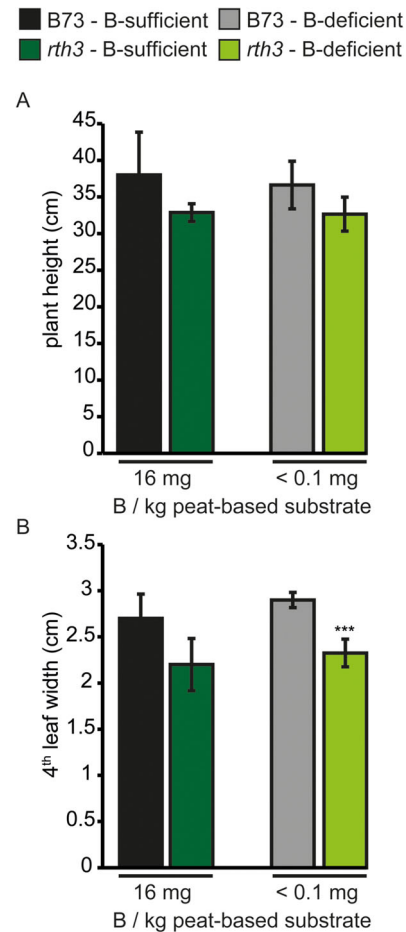 B73 - B-sufficient B73 - B-deficient
rth3 - B-sufficient rth3 - B-deficient
A
45
40
35
30
25
20
15
10
5
0
plant height (cm)
16 mg < 0.1 mg
B / kg peat-based substrate
B
3.5
3
2.5
2
1.5
1
0.5
0
4th leaf width (cm)
***
16 mg < 0.1 mg
B / kg peat-based substrate